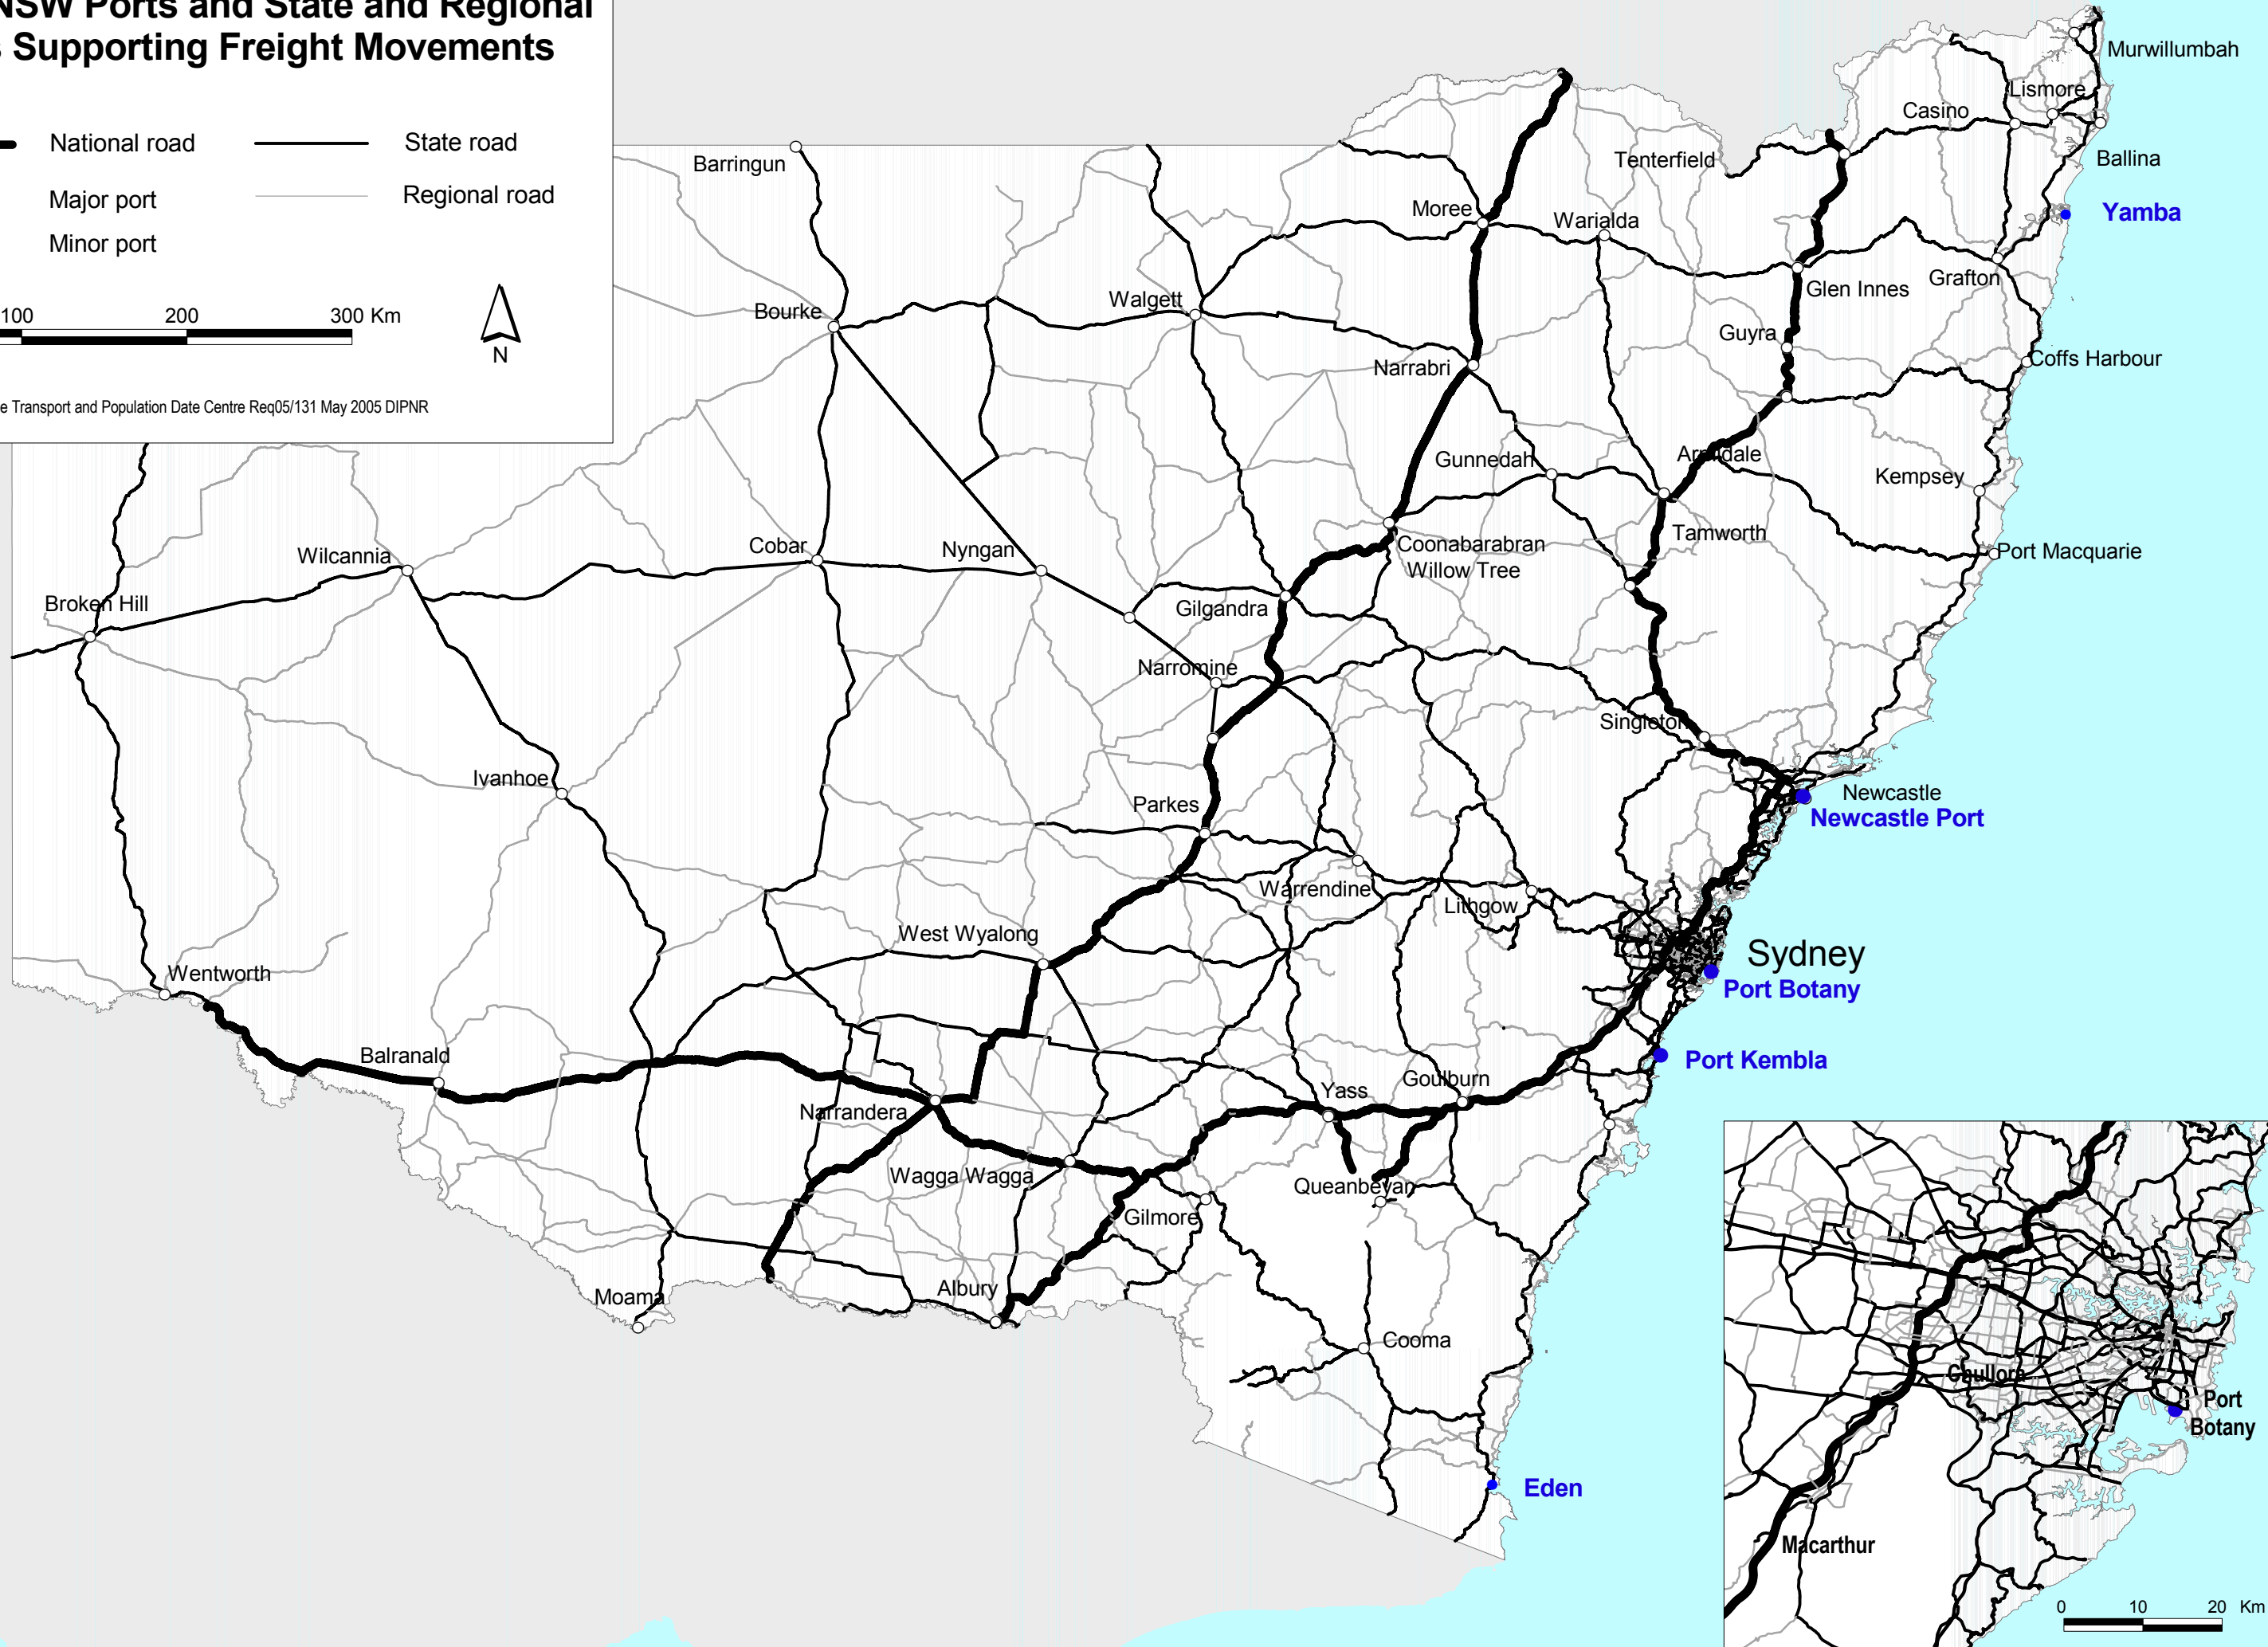 NSW Ports and State and Regional
s Supporting Freight Movements
National road
State road
Major port
Regional road
Minor port
100
200
300 Km
N
e Transport and Population Date Centre Req05/131 May 2005 DIPNR
Murwillumbah
Lismore
Casino
Ballina
Tenterfield
Barringun
Yamba
Moree
Warialda
Grafton
Glen Innes
Walgett
Bourke
Guyra
Coffs Harbour
Narrabri
Armidale
Gunnedah
Kempsey
Tamworth
Coonabarabran
Willow Tree
Port Macquarie
Nyngan
Cobar
Wilcannia
Broken Hill
Gilgandra
Narromine
Singleton
Ivanhoe
Parkes
Newcastle
Newcastle Port
Warrendine
Lithgow
West Wyalong
Sydney
Port Botany
Wentworth
Balranald
Port Kembla
Goulburn
Yass
Narrandera
Wagga Wagga
Queanbeyan
Gilmore
Albury
Moama
Cooma
Eden
Chullora
Port
Botany
Macarthur
0
10
20
Km